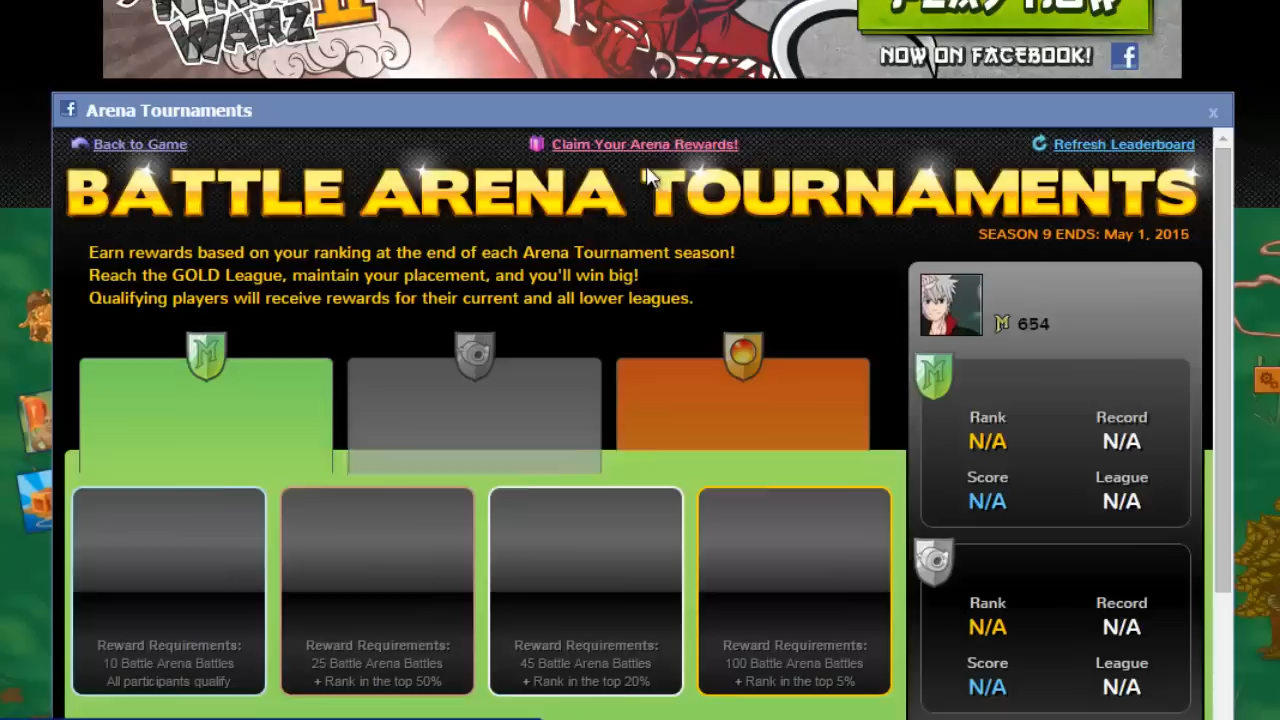 WARZ II
PLAY NOW
NOW ON FACEBOOK!
Arena Tournaments
x
Back to Game
Claim Your Arena Rewards!
Refresh Leaderboard
BATTLE ARENA TOURNAMENTS
SEASON 9 ENDS: May 1, 2015
Earn rewards based on your ranking at the end of each Arena Tournament season!
Reach the GOLD League, maintain your placement, and you'll win big!
Qualifying players will receive rewards for their current and all lower leagues.
M 654
M
M
Rank
Record
N/A
N/A
Score
League
N/A
N/A
Reward Requirements:
10 Battle Arena Battles
All participants qualify
Reward Requirements:
25 Battle Arena Battles
+ Rank in the top 50%
Reward Requirements:
45 Battle Arena Battles
+ Rank in the top 20%
Reward Requirements:
100 Battle Arena Battles
+ Rank in the top 5%
Rank
Record
N/A
N/A
Score
League
N/A
N/A